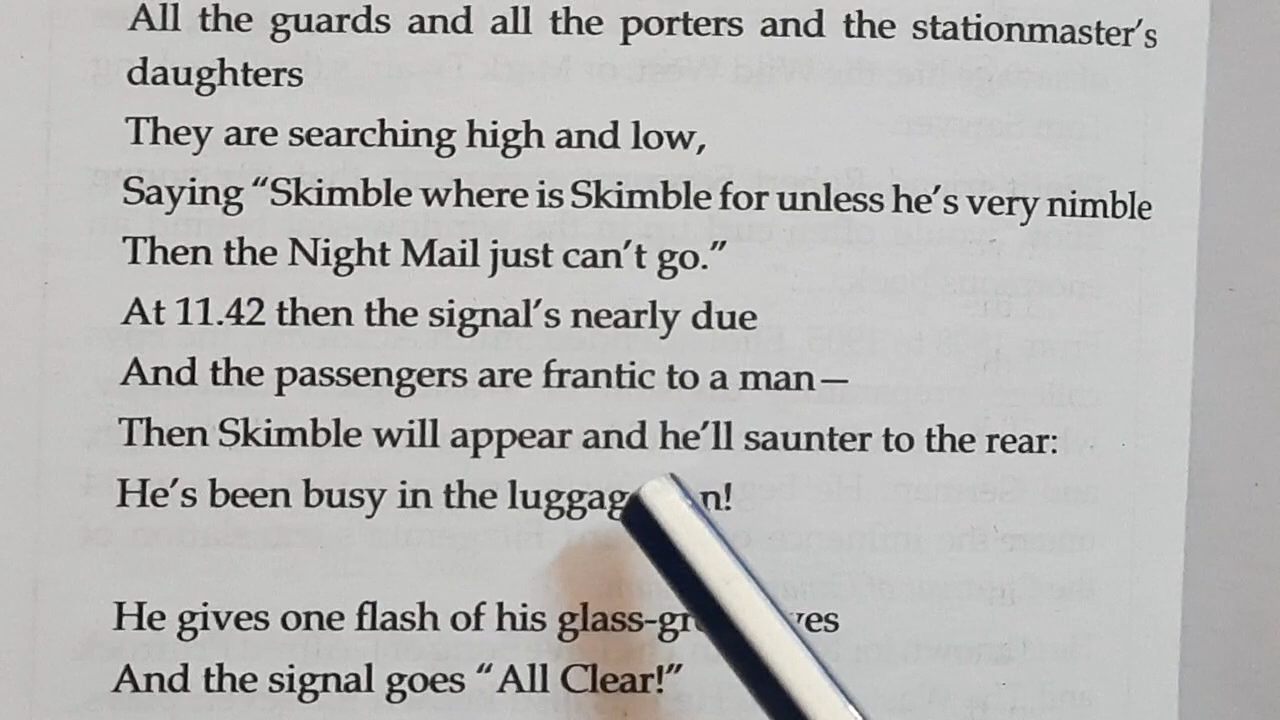 All the guards and all the porters and the stationmaster's
daughters
They are searching high and low,
Saying “Skimble where is Skimble for unless he's very nimble
Then the Night Mail just can't go.”
At 11.42 then the signal's nearly due
And the passengers are frantic to a man—
Then Skimble will appear and he'll saunter to the rear:
He's been busy in the
He gives one flash of his
And the signal goes “All Clear!”